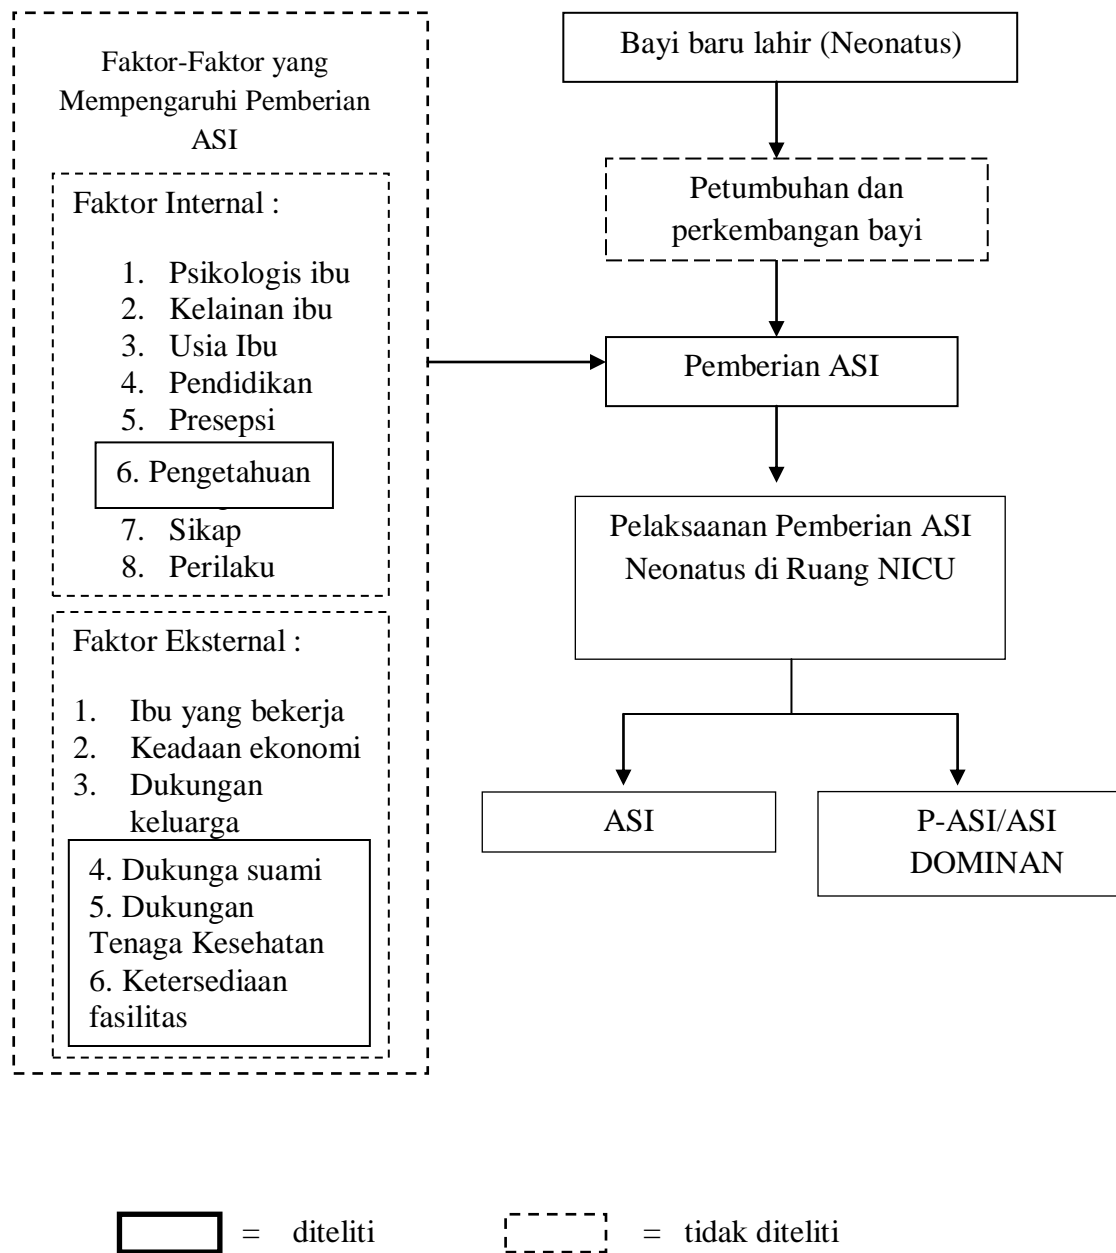 Faktor-Faktor yang
Mempengaruhi Pemberian
ASI
Faktor Internal :
1. Psikologis ibu
2. Kelainan ibu
3. Usia Ibu
4. Pendidikan
5. Presepsi
6. Pengetahuan
7. Sikap
8. Perilaku
Faktor Eksternal :
1. Ibu yang bekerja
2. Keadaan ekonomi
3. Dukungan
keluarga
4. Dukunga suami
5. Dukungan
Tenaga Kesehatan
6. Ketersediaan
fasilitas
Bayi baru lahir (Neonatus)
Petumbuhan dan
perkembangan bayi
Pemberian ASI
Pelaksaanan Pemberian ASI
Neonatus di Ruang NICU
ASI
P-ASI/ASI
DOMINAN
= diteliti
= tidak diteliti